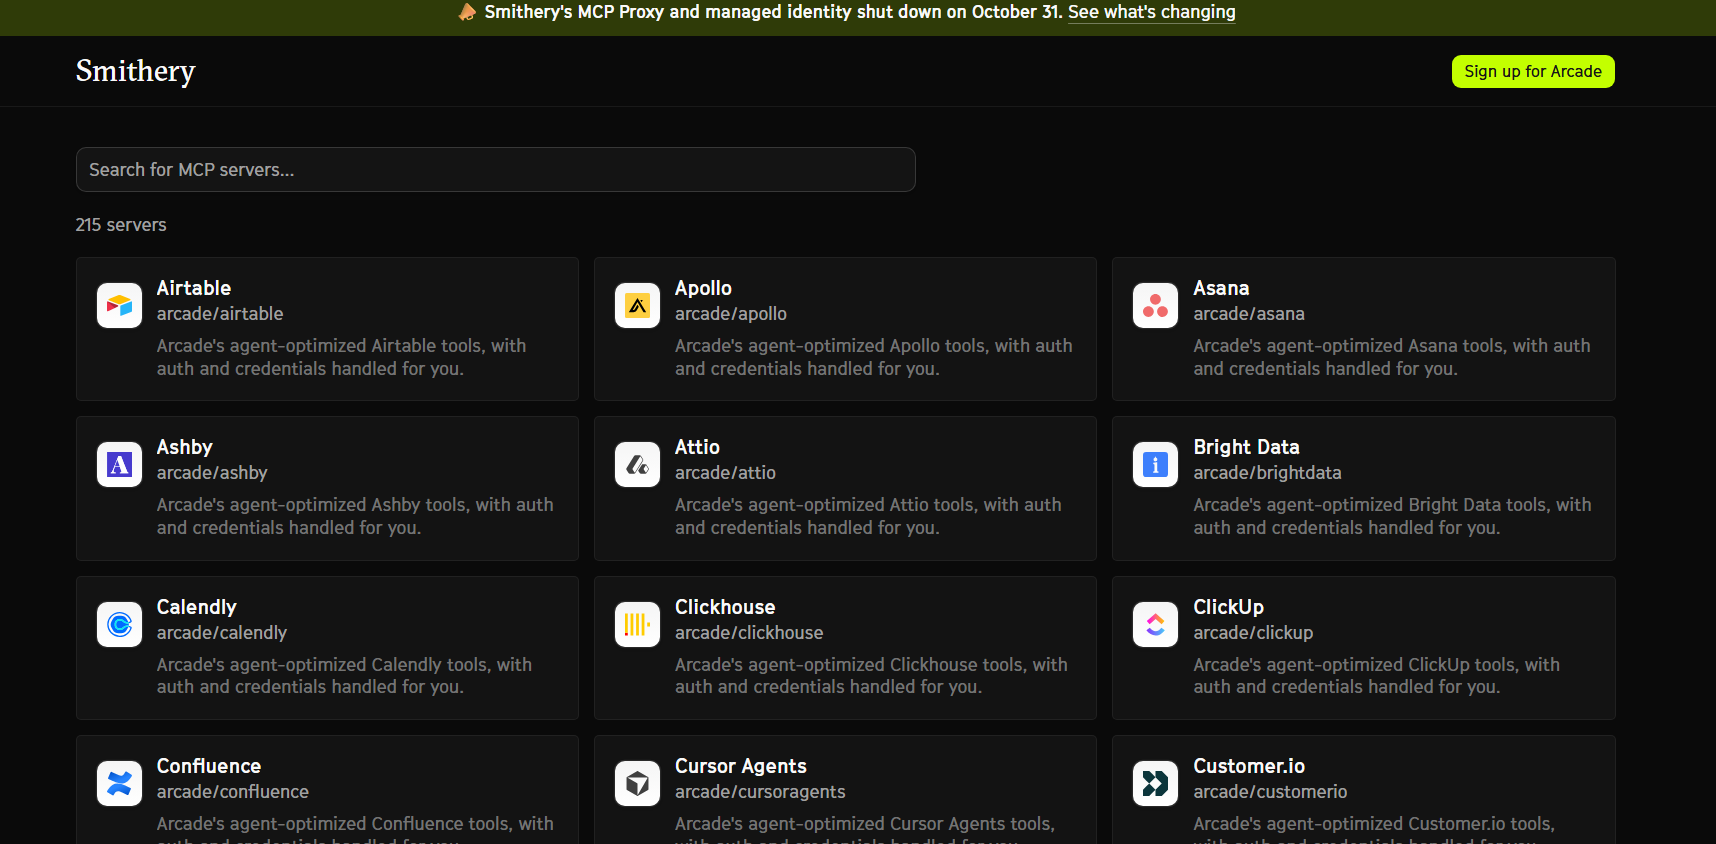 Smithery's MCP Proxy and managed identity shut down on October 31. See what's changing
Smithery
Sign up for Arcade
Search for MCP servers...
215 servers
Airtable
arcade/airtable
Arcade's agent-optimized Airtable tools, with
auth and credentials handled for you.
Apollo
arcade/apollo
Arcade's agent-optimized Apollo tools, with auth
and credentials handled for you.
Asana
arcade/asana
Arcade's agent-optimized Asana tools, with auth
and credentials handled for you.
Ashby
arcade/ashby
Arcade's agent-optimized Ashby tools, with auth
and credentials handled for you.
Attio
arcade/attio
Arcade's agent-optimized Attio tools, with auth
and credentials handled for you.
Bright Data
arcade/brightdata
Arcade's agent-optimized Bright Data tools, with
auth and credentials handled for you.
Calendly
arcade/calendly
Arcade's agent-optimized Calendly tools, with
auth and credentials handled for you.
Clickhouse
arcade/clickhouse
Arcade's agent-optimized Clickhouse tools, with
auth and credentials handled for you.
ClickUp
arcade/clickup
Arcade's agent-optimized ClickUp tools, with
auth and credentials handled for you.
Confluence
arcade/confluence
Arcade's agent-optimized Confluence tools, with
Cursor Agents
arcade/cursoragents
Arcade's agent-optimized Cursor Agents tools,
Customer.io
arcade/customerio
Arcade's agent-optimized Customer.io tools,